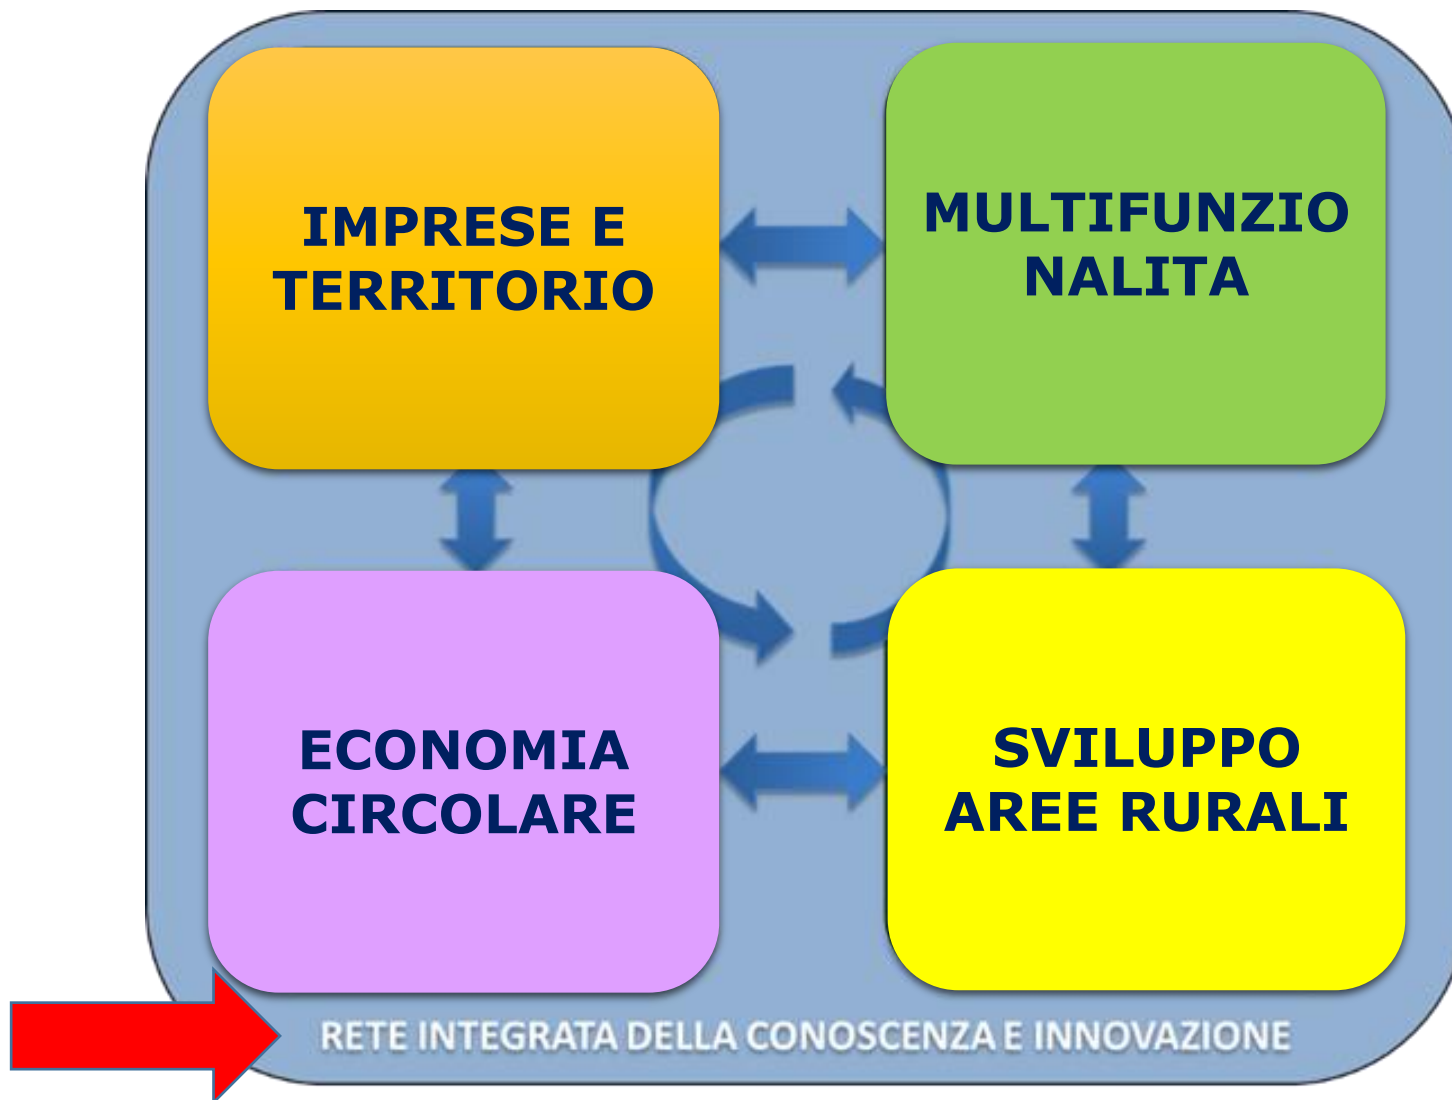 IMPRESE E
TERRITORIO
MULTIFUNZIO
NALITA
ECONOMIA
CIRCOLARE
SVILUPPO
AREE RURALI
RETE INTEGRATA DELLA CONOSCENZA E INNOVAZIONE